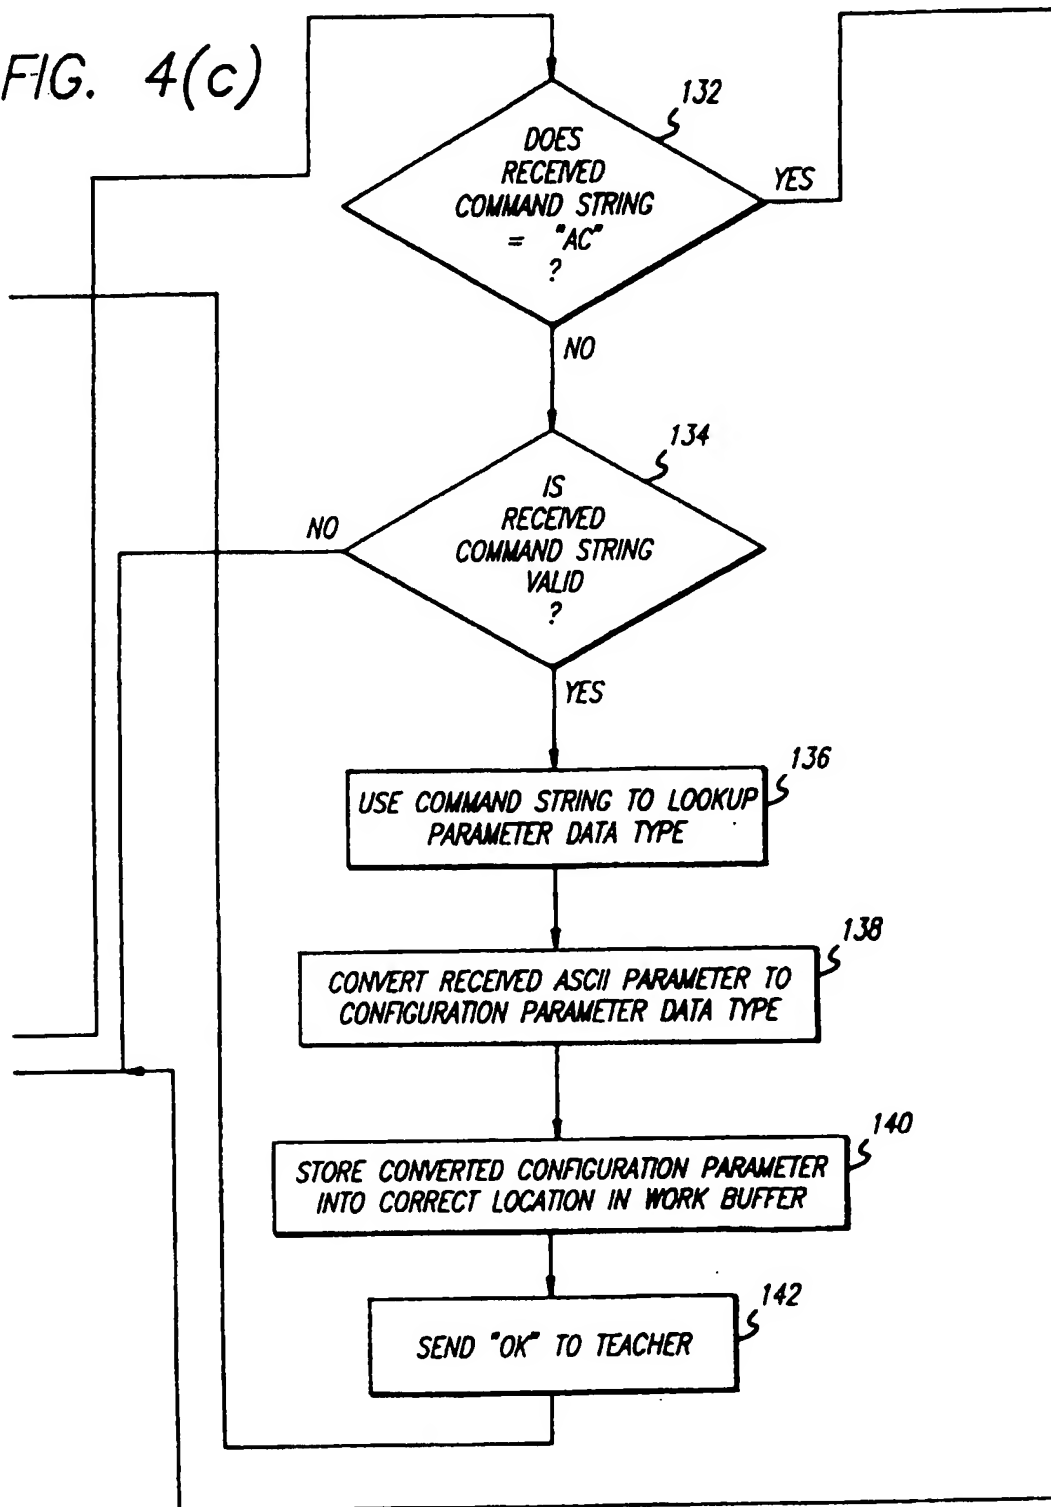 FIG. 4(c)
132
DOES
RECEIVED
COMMAND STRING
= "AC"
?
YES
NO
134
IS
RECEIVED
COMMAND STRING
VALID
?
NO
YES
136
USE COMMAND STRING TO LOOKUP
PARAMETER DATA TYPE
138
CONVERT RECEIVED ASCII PARAMETER TO
CONFIGURATION PARAMETER DATA TYPE
140
STORE CONVERTED CONFIGURATION PARAMETER
INTO CORRECT LOCATION IN WORK BUFFER
142
SEND "OK" TO TEACHER